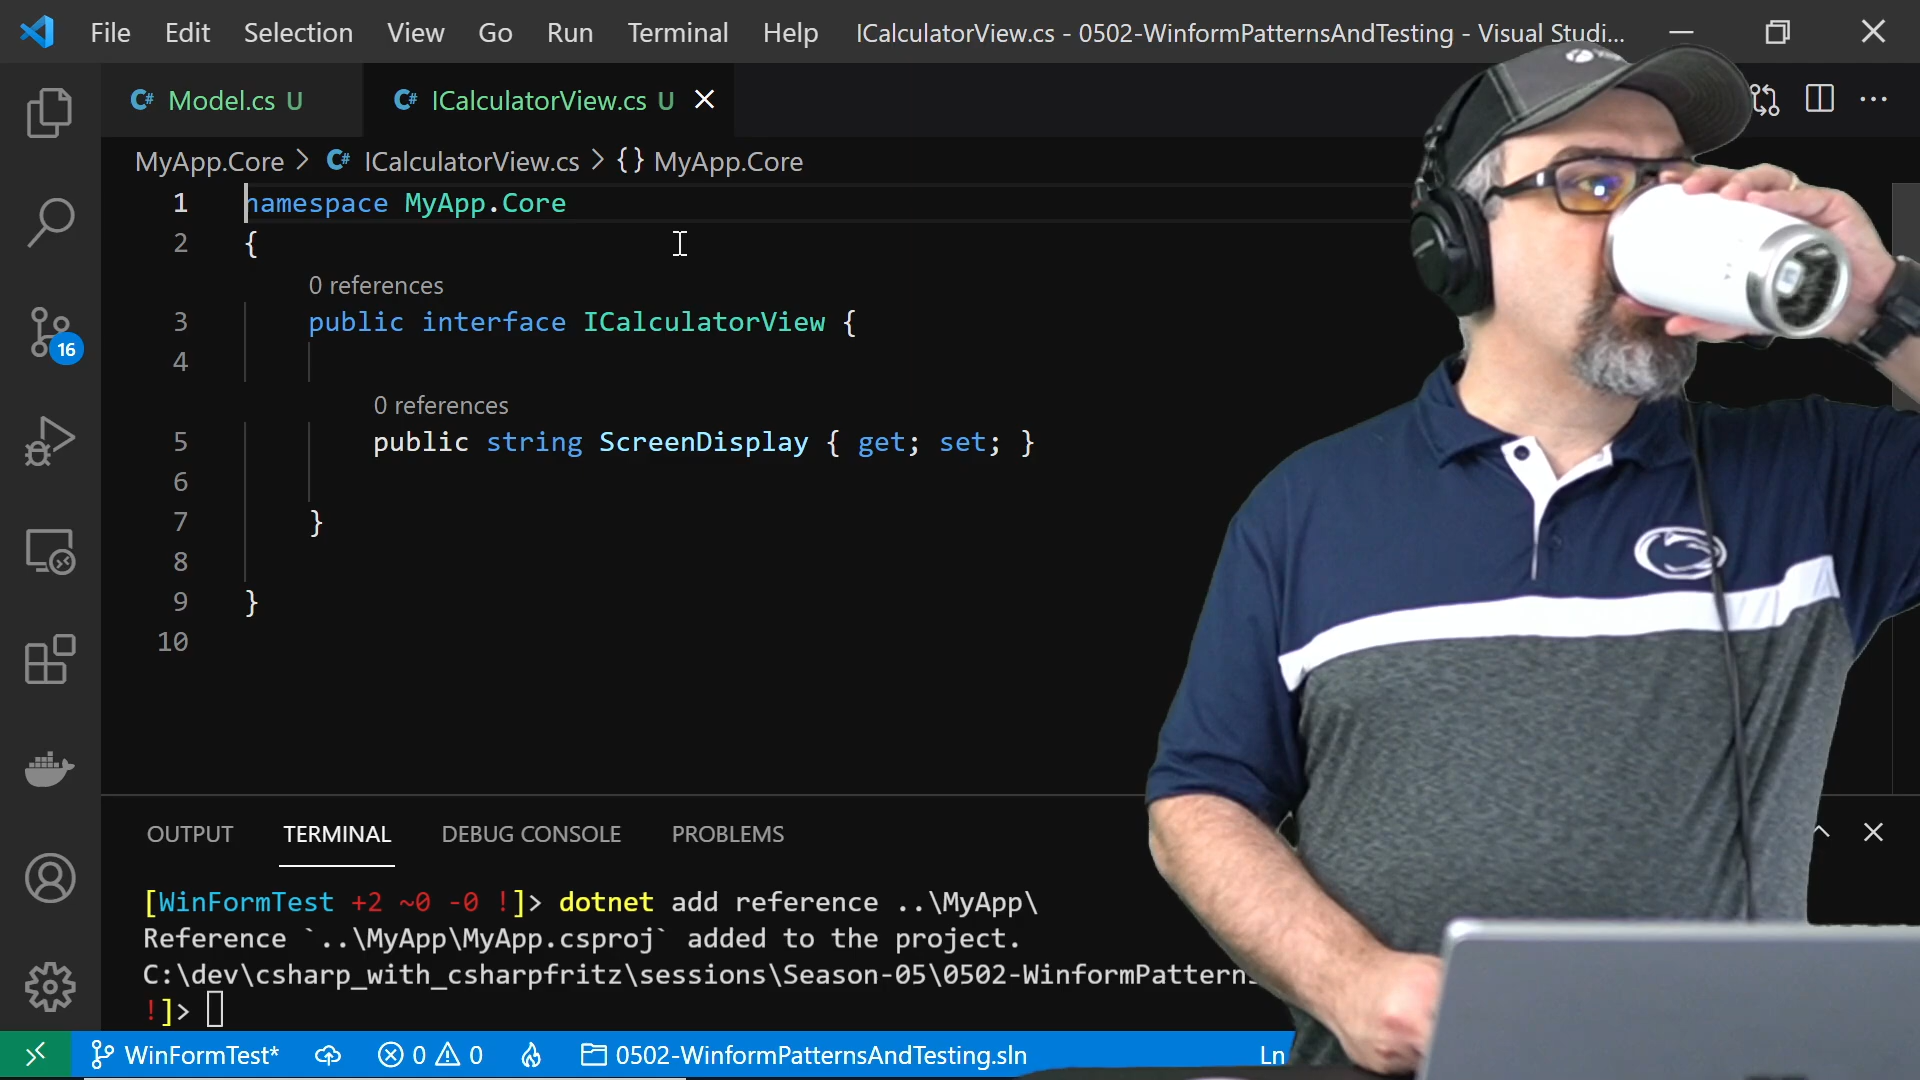 File Edit Selection View Go Run Terminal Help ICalculatorView.cs - 0502-WinformPatternsAndTesting - Visual Studi...
C# Model.cs U C# ICalculatorView.cs U
MyApp.Core > C# ICalculatorView.cs > {} MyApp.Core
1 namespace MyApp.Core
2 {
0 references
3 public interface ICalculatorView {
4
0 references
5 public string ScreenDisplay { get; set; }
6
7 }
8
9 }
10
16
OUTPUT TERMINAL DEBUG CONSOLE PROBLEMS
[WinFormTest +2 ~0 -0 !]> dotnet add reference ..\MyApp\
Reference `..\MyApp\MyApp.csproj` added to the project.
C:\dev\csharp_with_csharpfritz\sessions\Season-05\0502-WinformPatterns
!]>
WinFormTest* 0 0 0502-WinformPatternsAndTesting.sln Ln